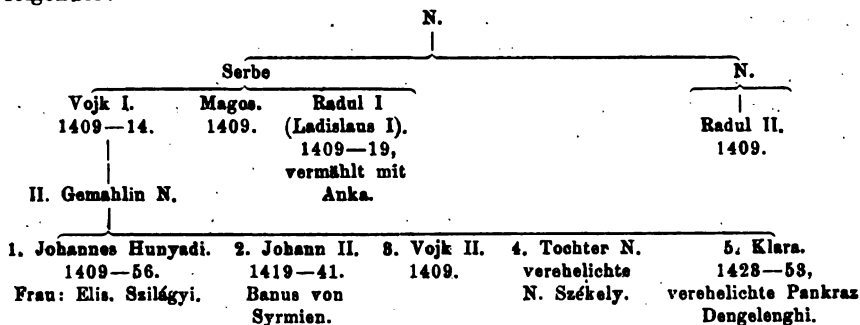 folgender:
N.
Serbe N.
Vojk I. Magos. Radul I
1409—14. 1409. (Ladislaus I). Radul II.
1409—19, 1409.
vermählt mit
II. Gemahlin N. Anka.
1. Johannes Hunyadi. 2. Johann II. 3. Vojk II. 4. Tochter N. 5. Klara.
1409—56. 1419—41. 1409. verehelichte 1428—53,
Frau: Elis. Szilágyi. Banus von N. Székely. verehelichte Pankraz
Syrmien. Dengelenghi.